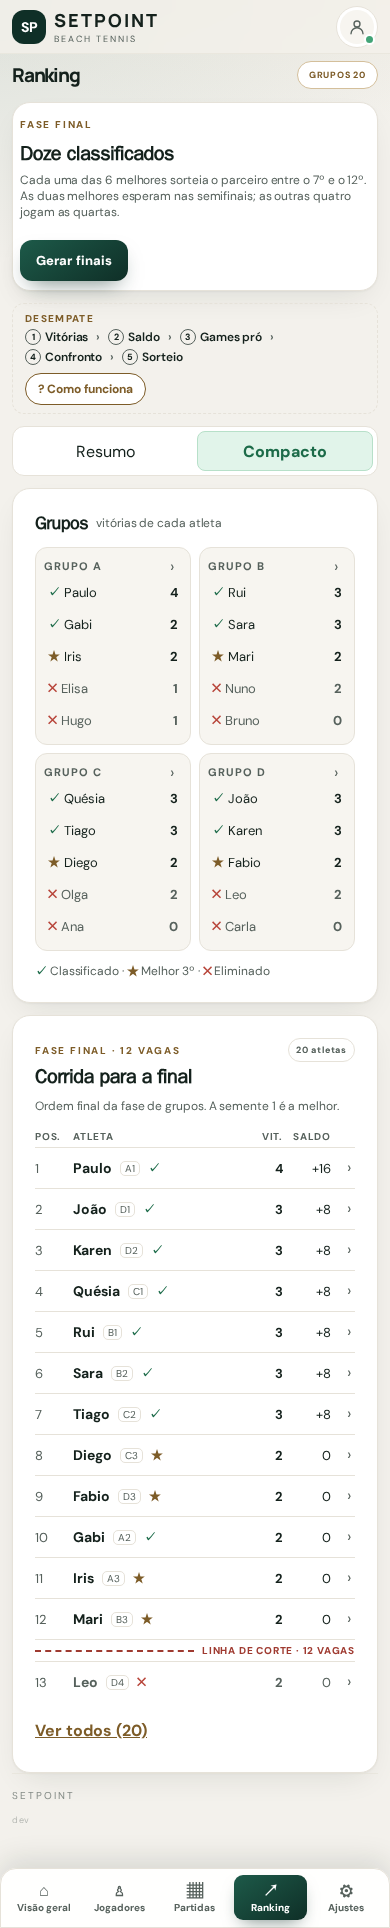 SP SETPOINT
BEACH TENNIS
Ranking GRUPOS 20
FASE FINAL
Doze classificados
Cada uma das 6 melhores sorteia o parceiro entre o 7º e o 12º.
As duas melhores esperam nas semifinais; as outras quatro
jogam as quartas.
Gerar finais
DESEMPATE
1 Vitórias › 2 Saldo › 3 Games pró ›
4 Confronto › 5 Sorteio
? Como funciona
Resumo Compacto
Grupos vitórias de cada atleta
GRUPO A ›
✓ Paulo 4
✓ Gabi 2
★ Iris 2
✕ Elisa 1
✕ Hugo 1
GRUPO B ›
✓ Rui 3
✓ Sara 3
★ Mari 2
✕ Nuno 2
✕ Bruno 0
GRUPO C ›
✓ Quésia 3
✓ Tiago 3
★ Diego 2
✕ Olga 2
✕ Ana 0
GRUPO D ›
✓ João 3
✓ Karen 3
★ Fabio 2
✕ Leo 2
✕ Carla 0
✓ Classificado · ★ Melhor 3º · ✕ Eliminado
FASE FINAL · 12 VAGAS 20 atletas
Corrida para a final
Ordem final da fase de grupos. A semente 1 é a melhor.
POS. ATLETA VIT. SALDO
1 Paulo A1 ✓ 4 +16 ›
2 João D1 ✓ 3 +8 ›
3 Karen D2 ✓ 3 +8 ›
4 Quésia C1 ✓ 3 +8 ›
5 Rui B1 ✓ 3 +8 ›
6 Sara B2 ✓ 3 +8 ›
7 Tiago C2 ✓ 3 +8 ›
8 Diego C3 ★ 2 0 ›
9 Fabio D3 ★ 2 0 ›
10 Gabi A2 ✓ 2 0 ›
11 Iris A3 ★ 2 0 ›
12 Mari B3 ★ 2 0 ›
LINHA DE CORTE · 12 VAGAS
13 Leo D4 ✕ 2 0 ›
Ver todos (20)
SETPOINT
dev
Visão geral Jogadores Partidas Ranking Ajustes